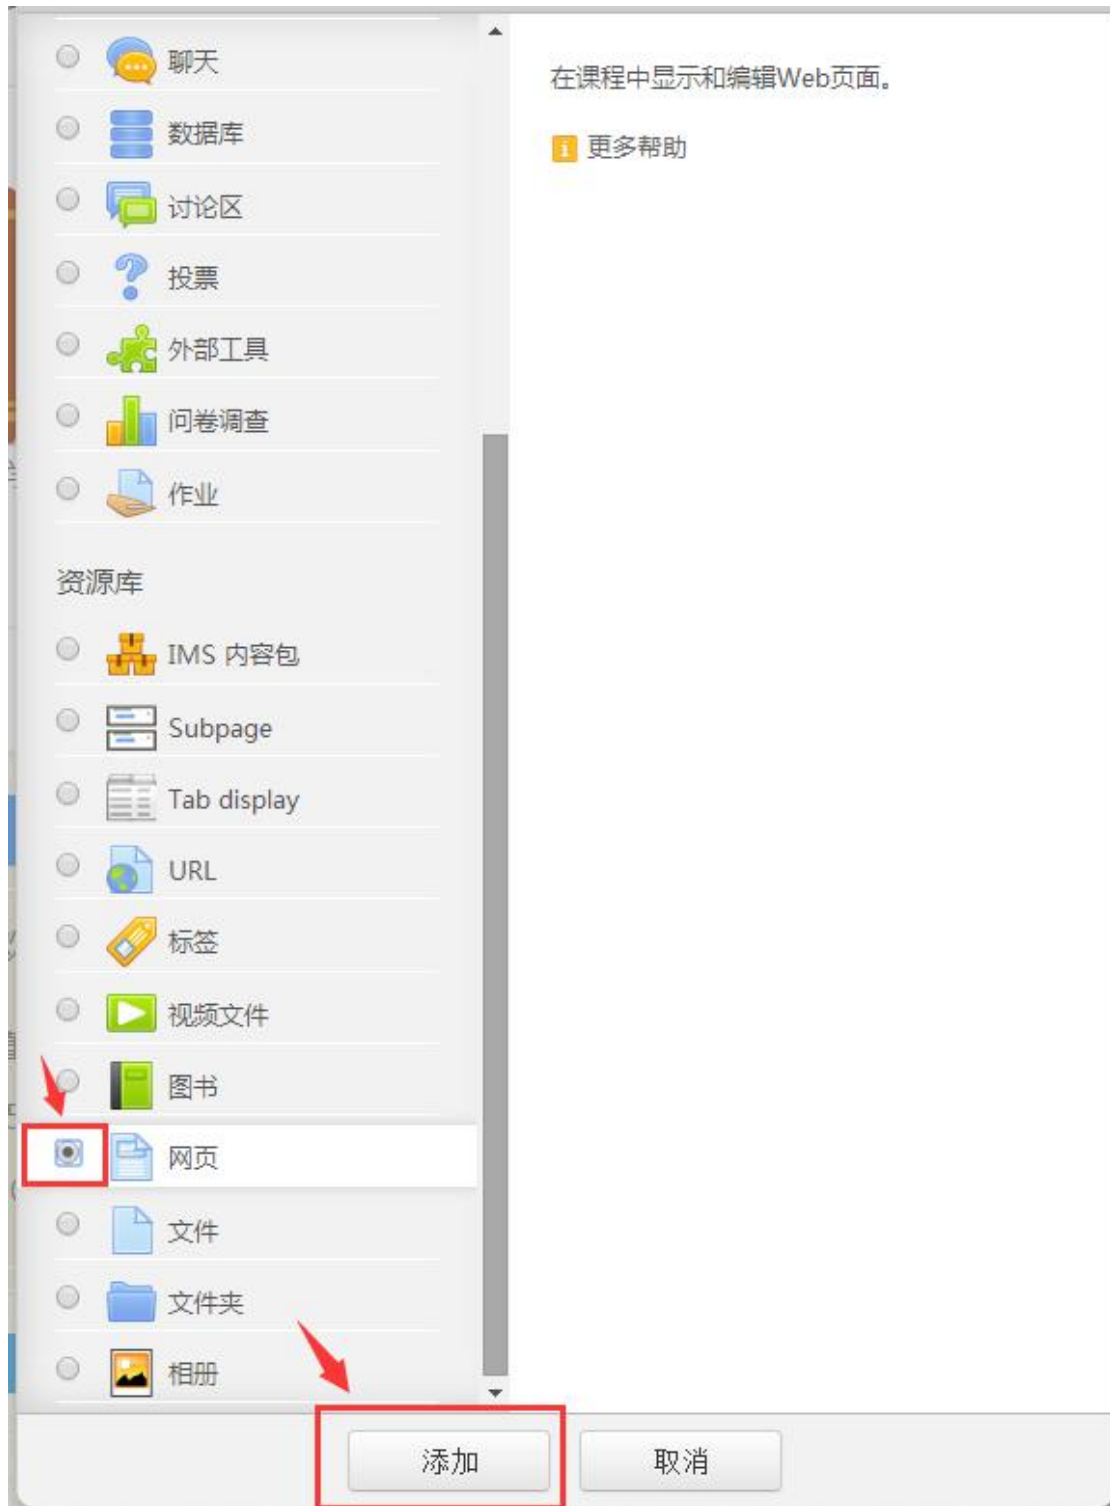 聊天
数据库
讨论区
投票
外部工具
问卷调查
作业
资源库
IMS 内容包
Subpage
Tab display
URL
标签
视频文件
图书
网页
文件
文件夹
相册
在课程中显示和编辑Web页面。
更多帮助
添加
取消